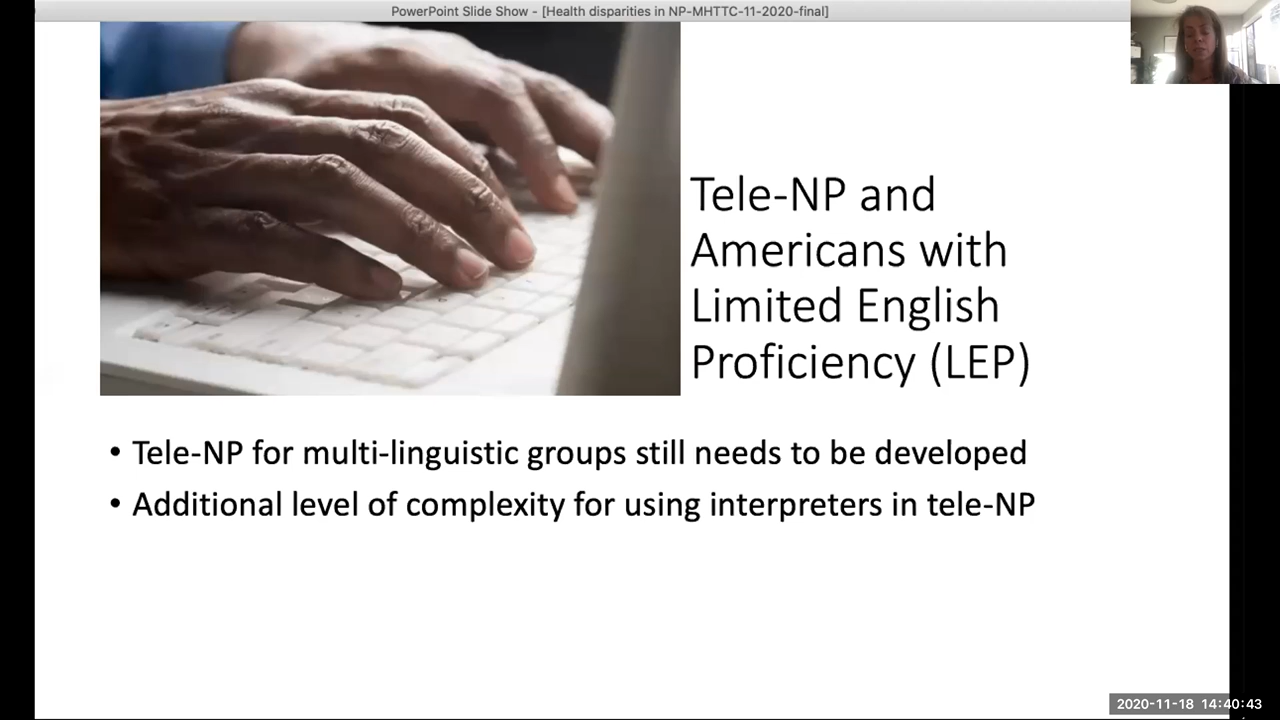 PowerPoint Slide Show - [Health disparities in NP-MHTTC-11-2020-final]
Tele-NP and
Americans with
Limited English
Proficiency (LEP)
• Tele-NP for multi-linguistic groups still needs to be developed
• Additional level of complexity for using interpreters in tele-NP
2020-11-18 14:40:43